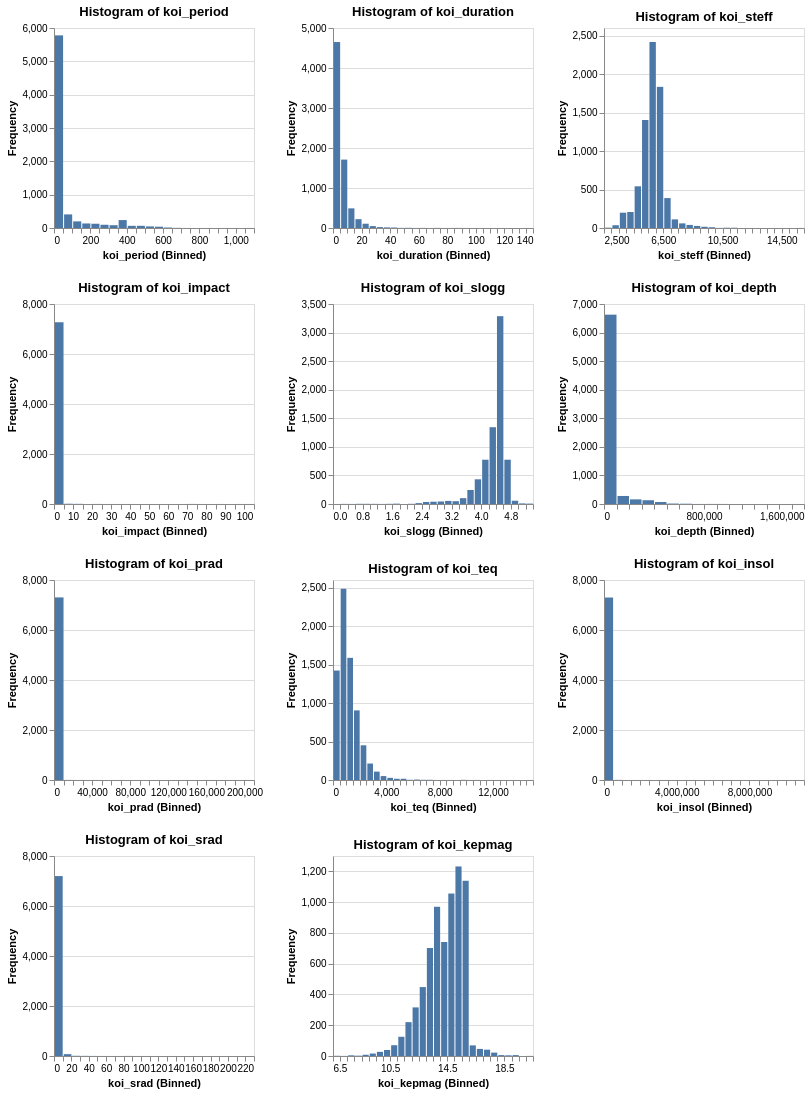 Histogram of koi_period
Frequency
6,000
5,000
4,000
3,000
2,000
1,000
0
0 200 400 600 800 1,000
koi_period (Binned)
Histogram of koi_duration
Frequency
5,000
4,000
3,000
2,000
1,000
0
0 20 40 60 80 100 120 140
koi_duration (Binned)
Histogram of koi_steff
Frequency
2,500
2,000
1,500
1,000
500
0
2,500 6,500 10,500 14,500
koi_steff (Binned)
Histogram of koi_impact
Frequency
8,000
6,000
4,000
2,000
0
0 10 20 30 40 50 60 70 80 90 100
koi_impact (Binned)
Histogram of koi_slogg
Frequency
3,500
3,000
2,500
2,000
1,500
1,000
500
0
0.0 0.8 1.6 2.4 3.2 4.0 4.8
koi_slogg (Binned)
Histogram of koi_depth
Frequency
7,000
6,000
5,000
4,000
3,000
2,000
1,000
0
0 800,000 1,600,000
koi_depth (Binned)
Histogram of koi_prad
Frequency
8,000
6,000
4,000
2,000
0
0 40,000 80,000 120,000 160,000 200,000
koi_prad (Binned)
Histogram of koi_teq
Frequency
2,500
2,000
1,500
1,000
500
0
0 4,000 8,000 12,000
koi_teq (Binned)
Histogram of koi_insol
Frequency
8,000
6,000
4,000
2,000
0
0 4,000,000 8,000,000
koi_insol (Binned)
Histogram of koi_srad
Frequency
8,000
6,000
4,000
2,000
0
0 20 40 60 80 100 120 140 160 180 200 220
koi_srad (Binned)
Histogram of koi_kepmag
Frequency
1,200
1,000
800
600
400
200
0
6.5 10.5 14.5 18.5
koi_kepmag (Binned)